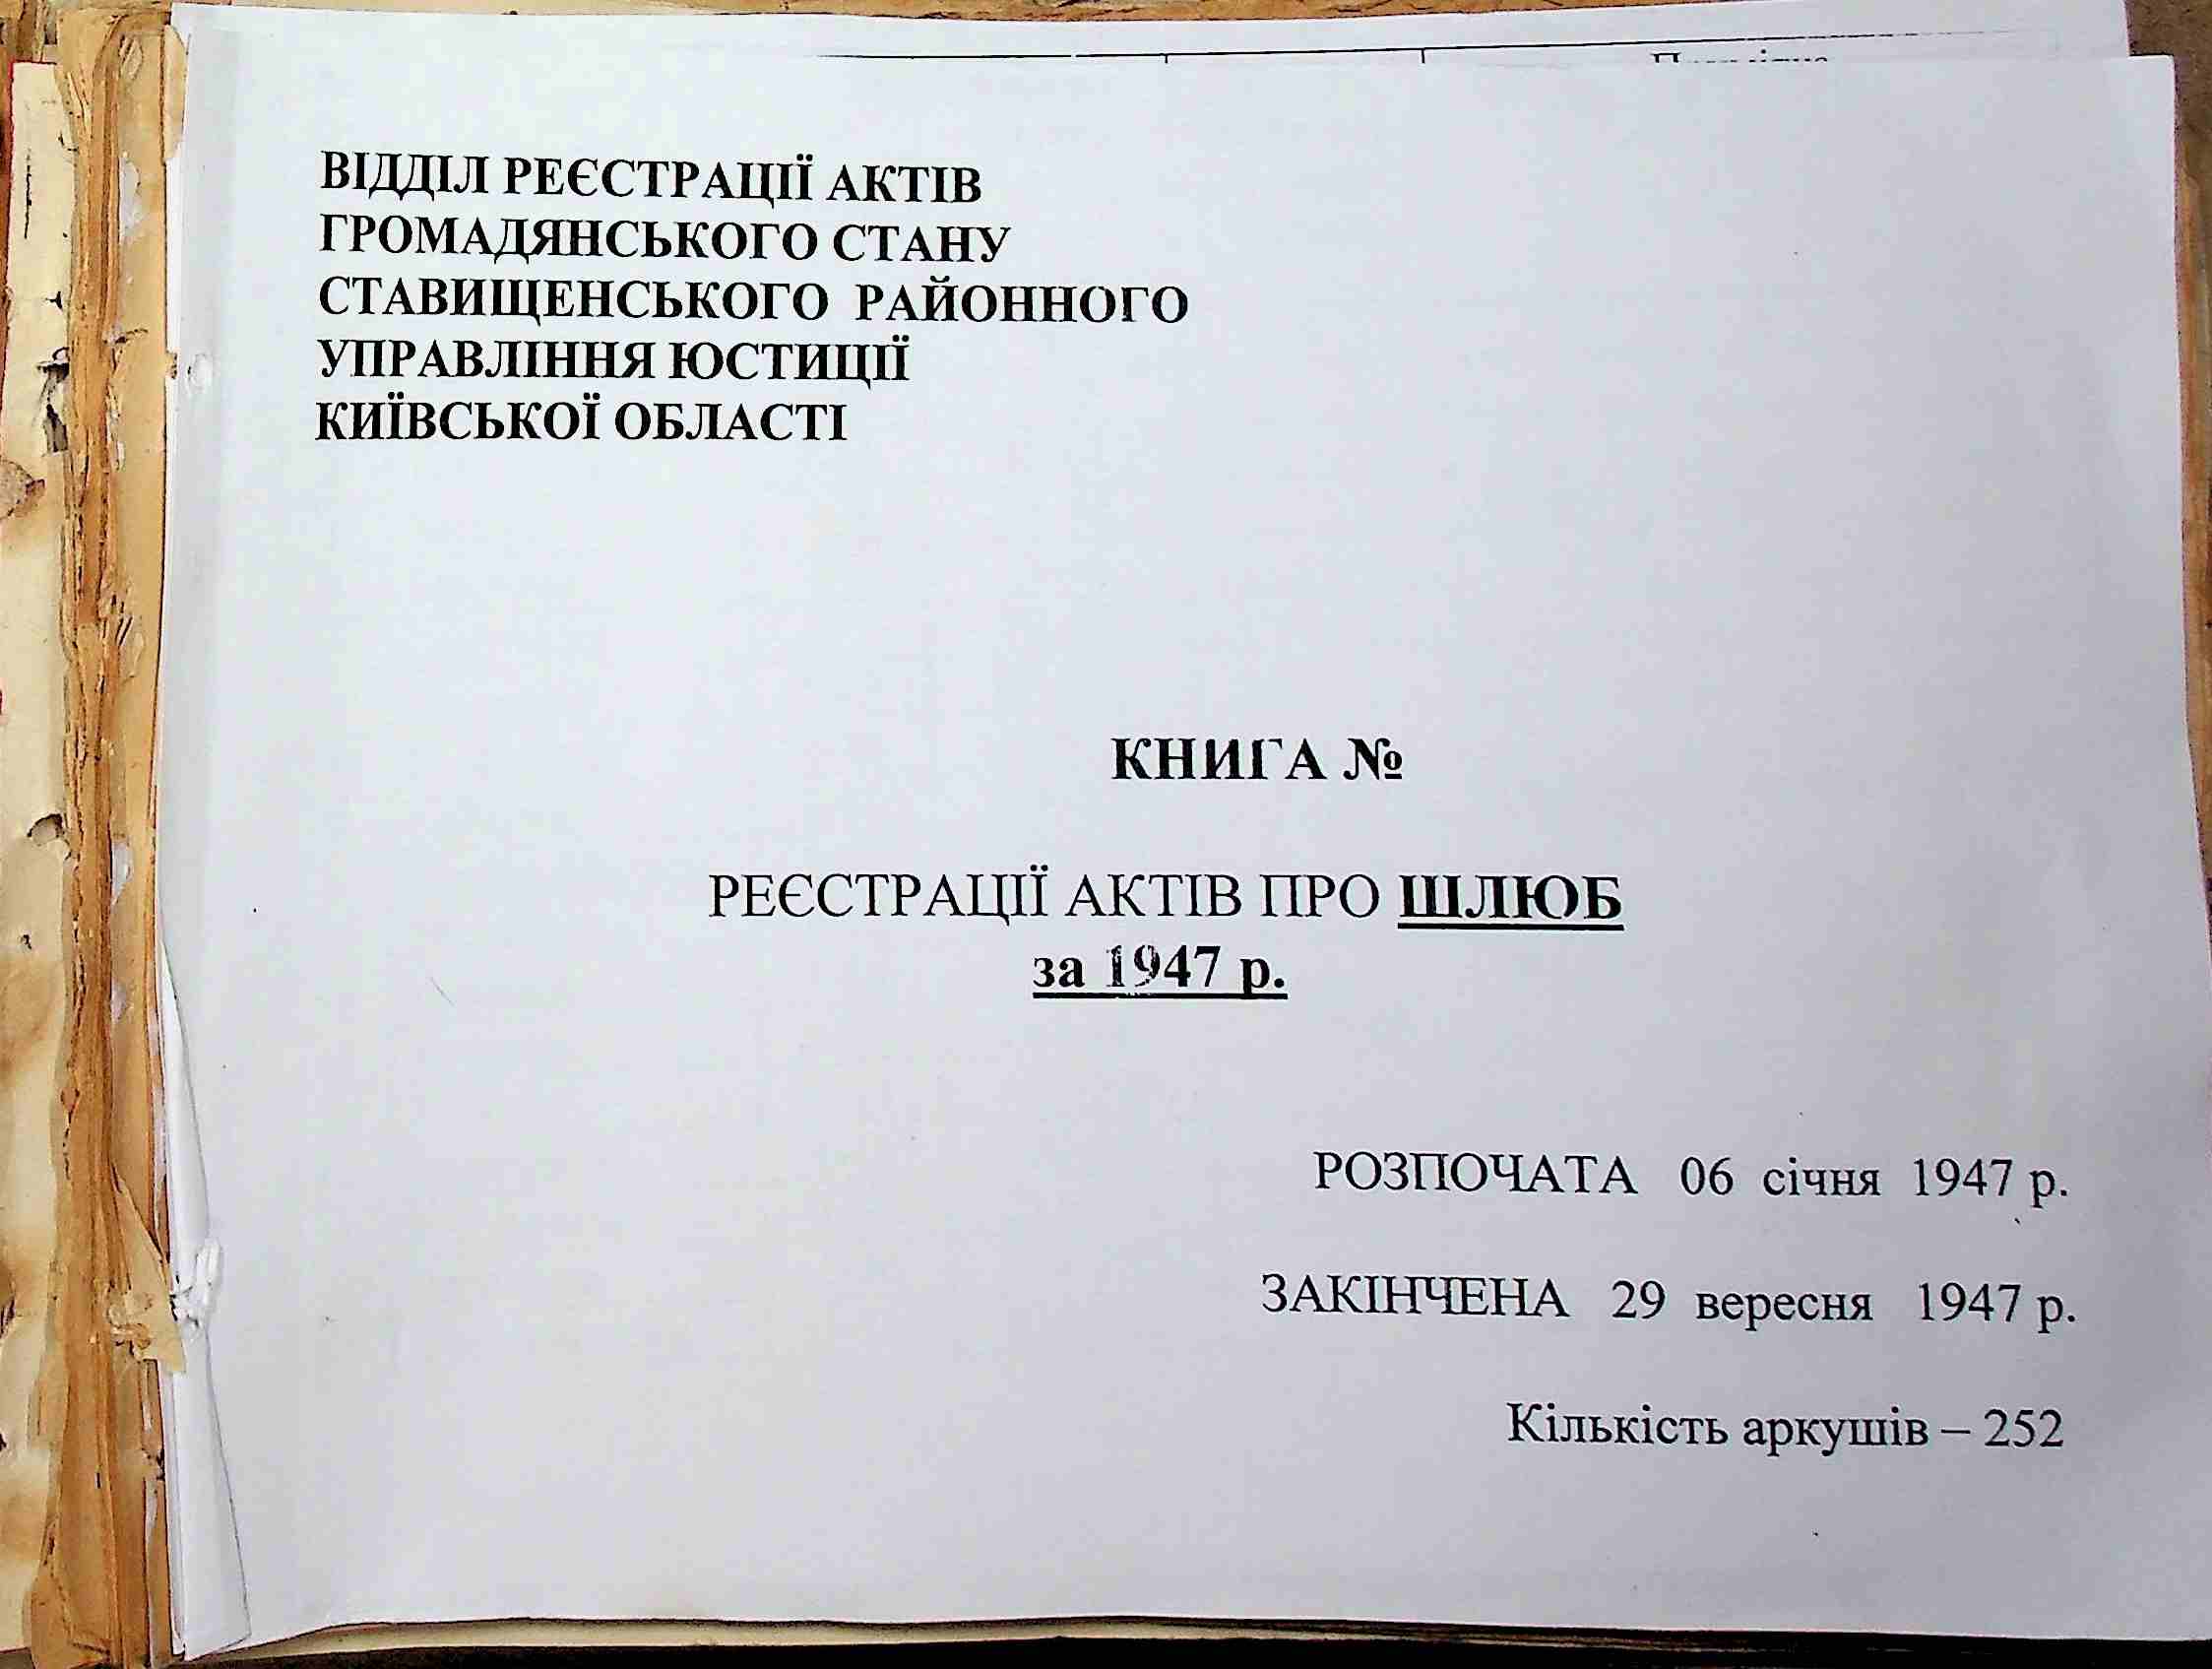 ВІДДІЛ РЕЄСТРАЦІЇ АКТІВ
ГРОМАДЯНСЬКОГО СТАНУ
СТАВИЩЕНСЬКОГО РАЙОННОГО
УПРАВЛІННЯ ЮСТИЦІЇ
КИЇВСЬКОЇ ОБЛАСТІ
КНИГА №
РЕЄСТРАЦІЇ АКТІВ ПРО ШЛЮБ
за 1947 р.
РОЗПОЧАТА 06 січня 1947 р.
ЗАКІНЧЕНА 29 вересня 1947 р.
Кількість аркушів – 252